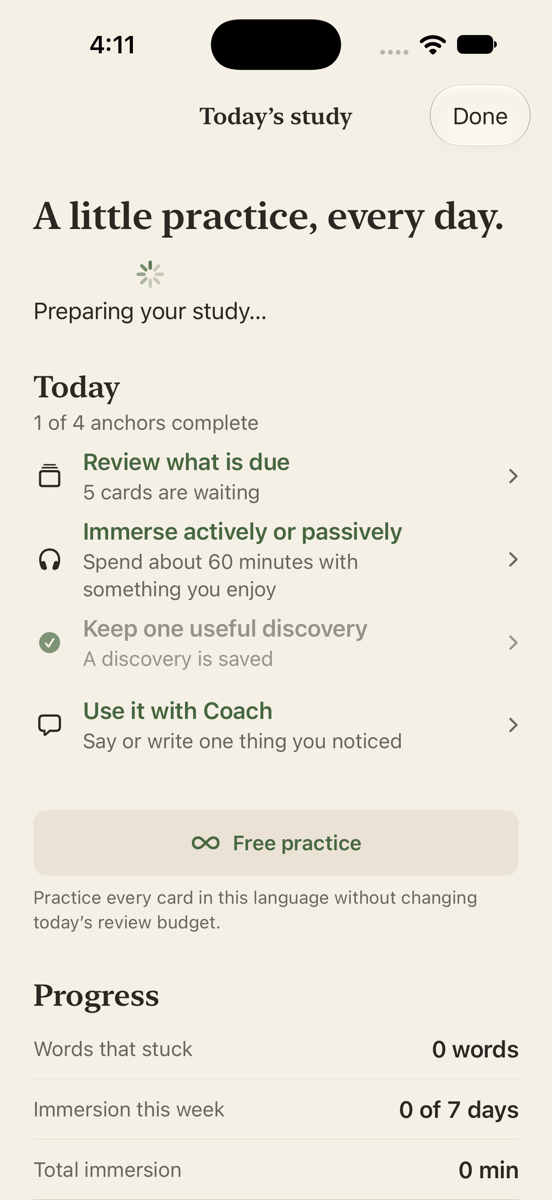 4:11
Today’s study
Done
A little practice, every day.
Preparing your study...
Today
1 of 4 anchors complete
Review what is due
5 cards are waiting
Immerse actively or passively
Spend about 60 minutes with
something you enjoy
Keep one useful discovery
A discovery is saved
Use it with Coach
Say or write one thing you noticed
Free practice
Practice every card in this language without changing
today’s review budget.
Progress
Words that stuck
0 words
Immersion this week
0 of 7 days
Total immersion
0 min